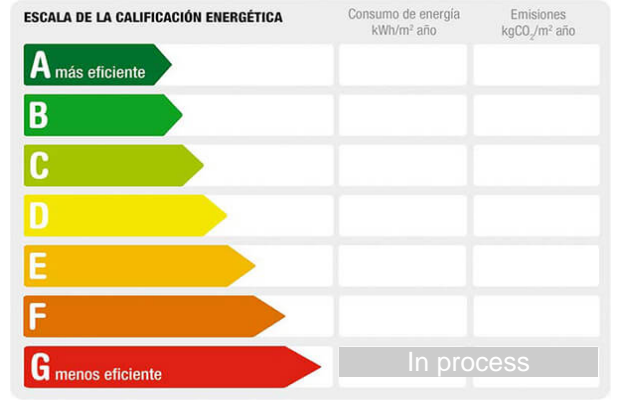 ESCALA DE LA CALIFICACIÓN ENERGÉTICA
Consumo de energía
kWh/m² año
Emisiones
kgCO₂/m² año
A más eficiente
B
C
D
E
F
G menos eficiente
In process